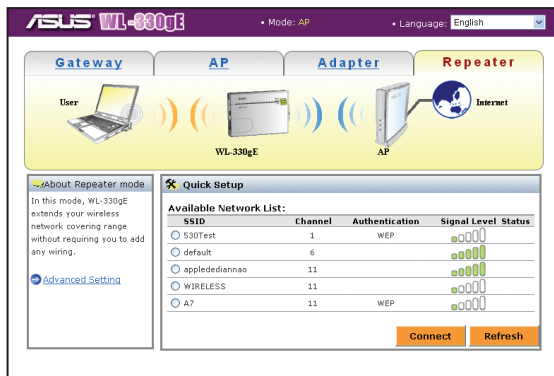 ASUS WL-330gE
• Mode: AP
• Language: English
Gateway
AP
Adapter
Repeater
User
Internet
WL-330gE
AP
About Repeater mode
In this mode, WL-330gE
extends your wireless
network covering range
without requiring you to add
any wiring.
Advanced Setting
Quick Setup
Available Network List:
SSID Channel Authentication Signal Level Status
530Test 1 WEP
default 6
appledediannao 11
WIRELESS 11
A7 11 WEP
Connect Refresh